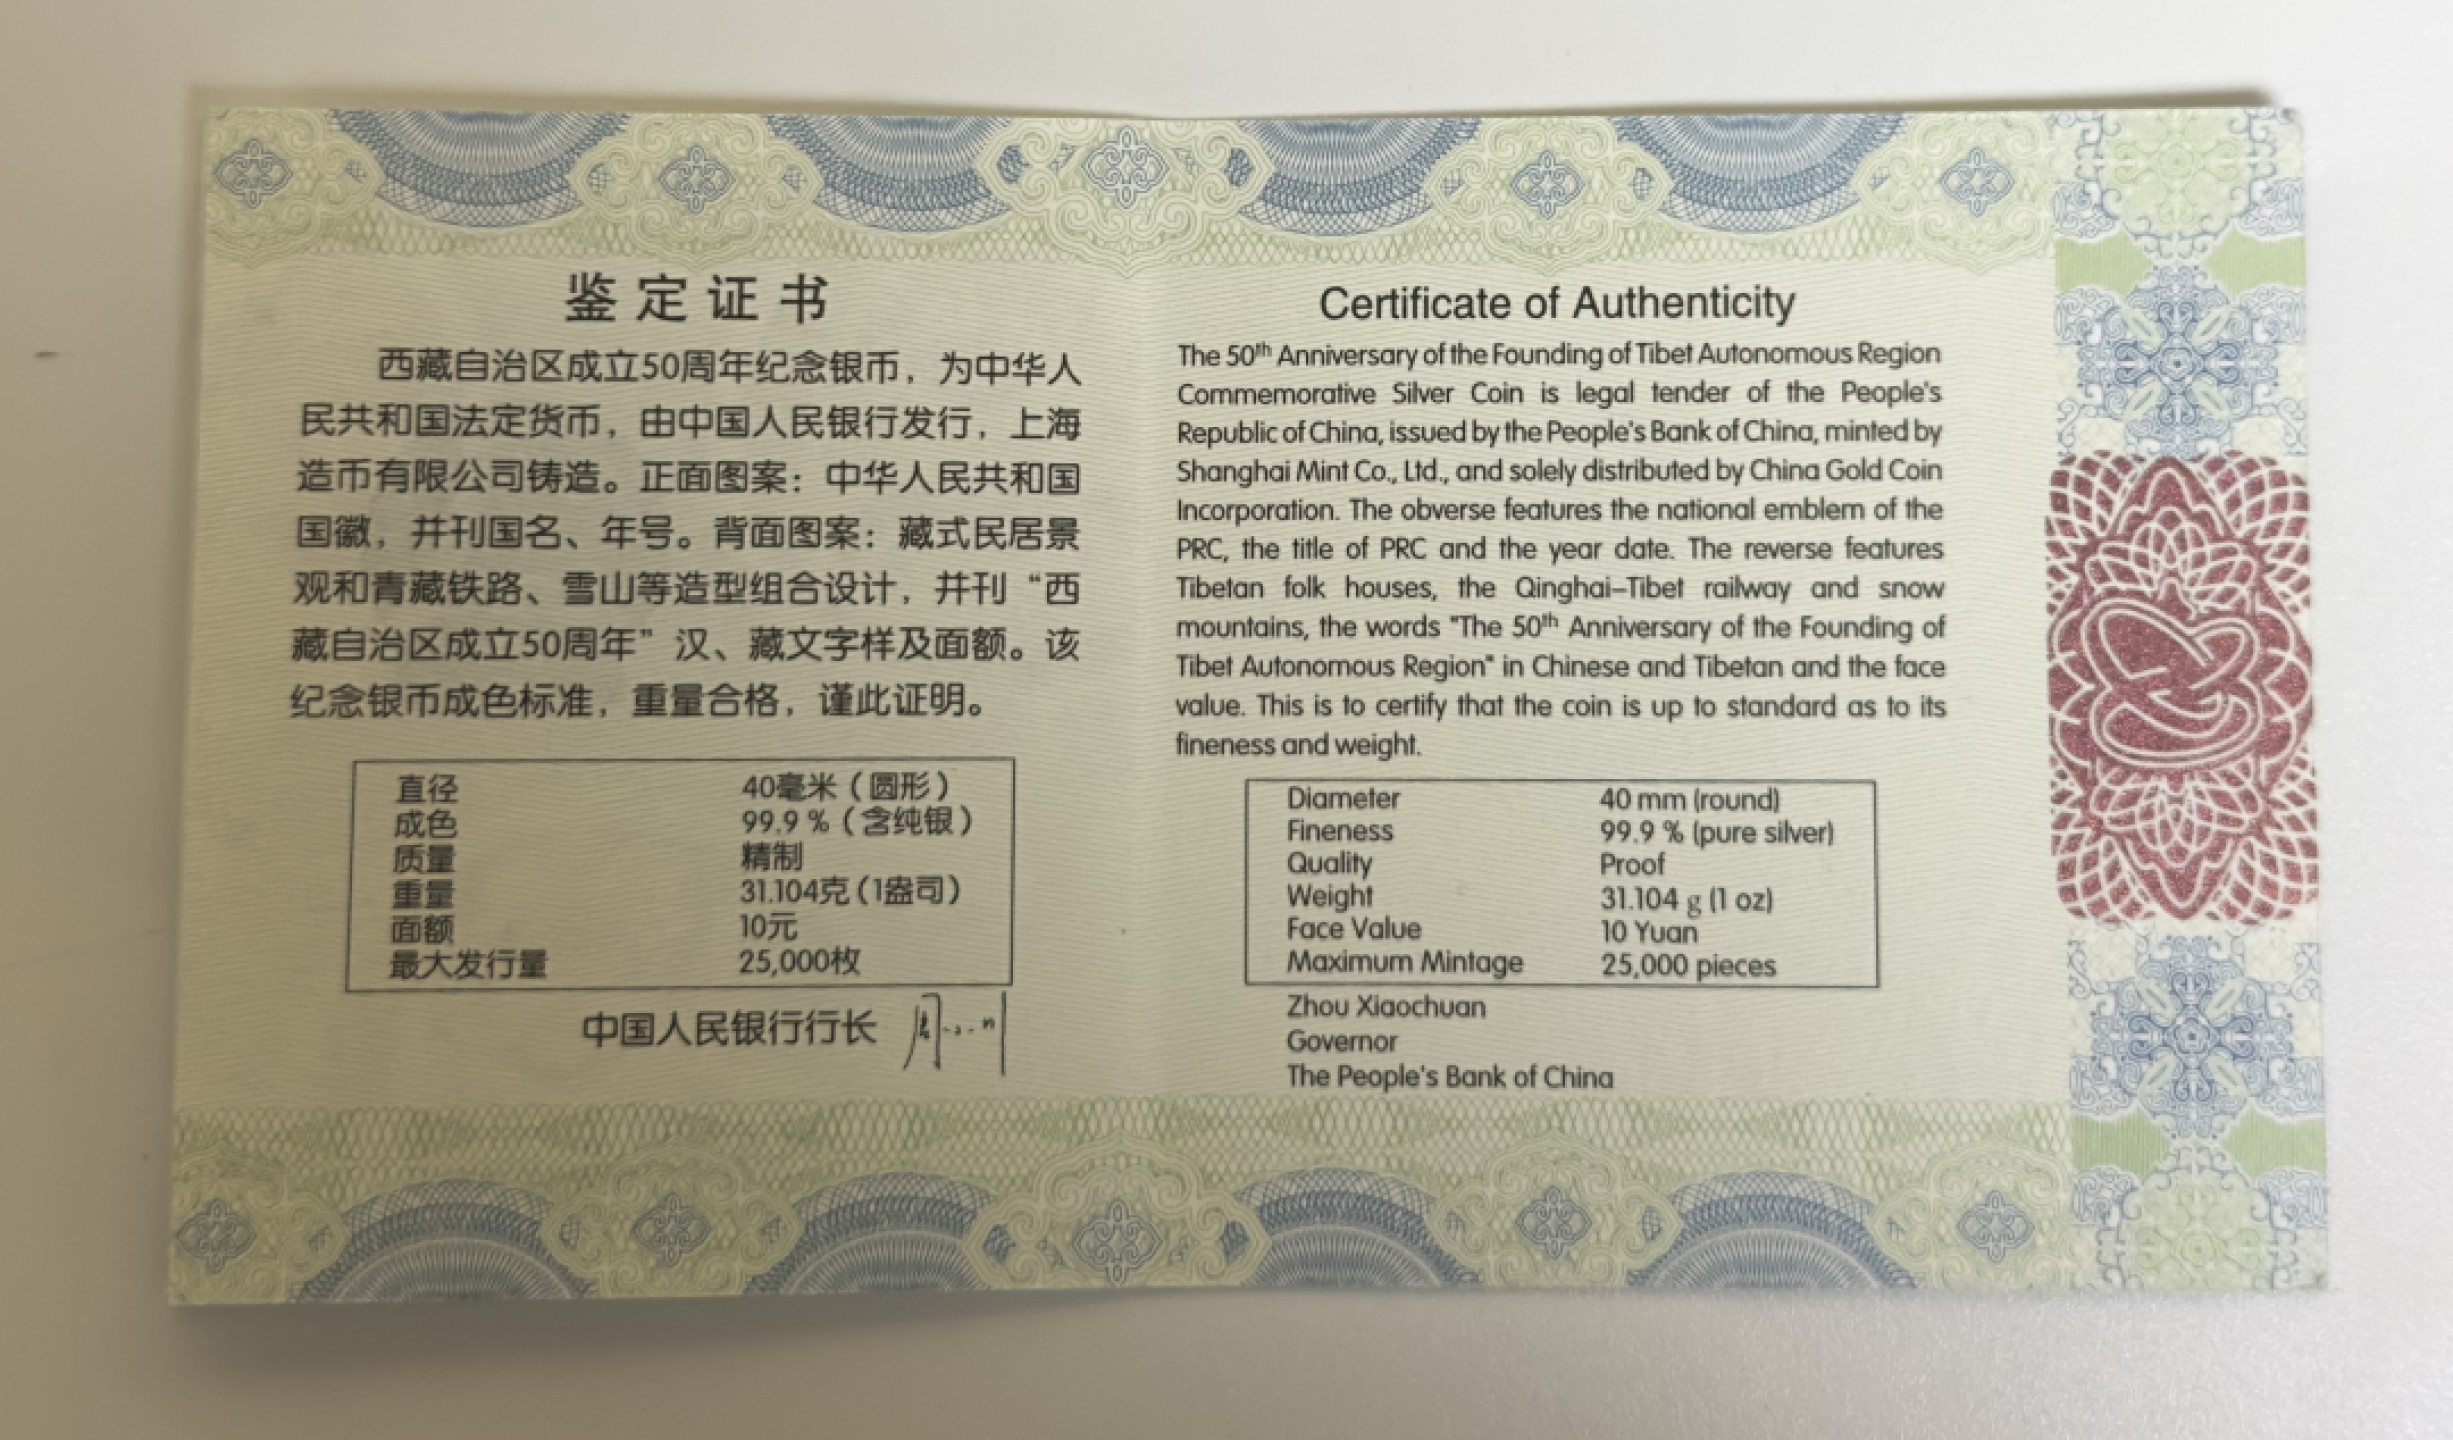 鉴定证书
西藏自治区成立50周年纪念银币，为中华人
民共和国法定货币，由中国人民银行发行，上海
造币有限公司铸造。正面图案：中华人民共和国
国徽，并刊国名、年号。背面图案：藏式民居景
观和青藏铁路、雪山等造型组合设计，并刊“西
藏自治区成立50周年”汉、藏文字样及面额。该
纪念银币成色标准，重量合格，谨此证明。
直径 40毫米（圆形）
成色 99.9％（含纯银）
质量 精制
重量 31.104克（1盎司）
面额 10元
最大发行量 25,000枚
中国人民银行行长
Certificate of Authenticity
The 50th Anniversary of the Founding of Tibet Autonomous Region
Commemorative Silver Coin is legal tender of the People's
Republic of China, issued by the People's Bank of China, minted by
Shanghai Mint Co., Ltd., and solely distributed by China Gold Coin
Incorporation. The obverse features the national emblem of the
PRC, the title of PRC and the year date. The reverse features
Tibetan folk houses, the Qinghai–Tibet railway and snow
mountains, the words "The 50th Anniversary of the Founding of
Tibet Autonomous Region" in Chinese and Tibetan and the face
value. This is to certify that the coin is up to standard as to its
fineness and weight.
Diameter 40 mm (round)
Fineness 99.9 % (pure silver)
Quality Proof
Weight 31.104 g (1 oz)
Face Value 10 Yuan
Maximum Mintage 25,000 pieces
Zhou Xiaochuan
Governor
The People's Bank of China